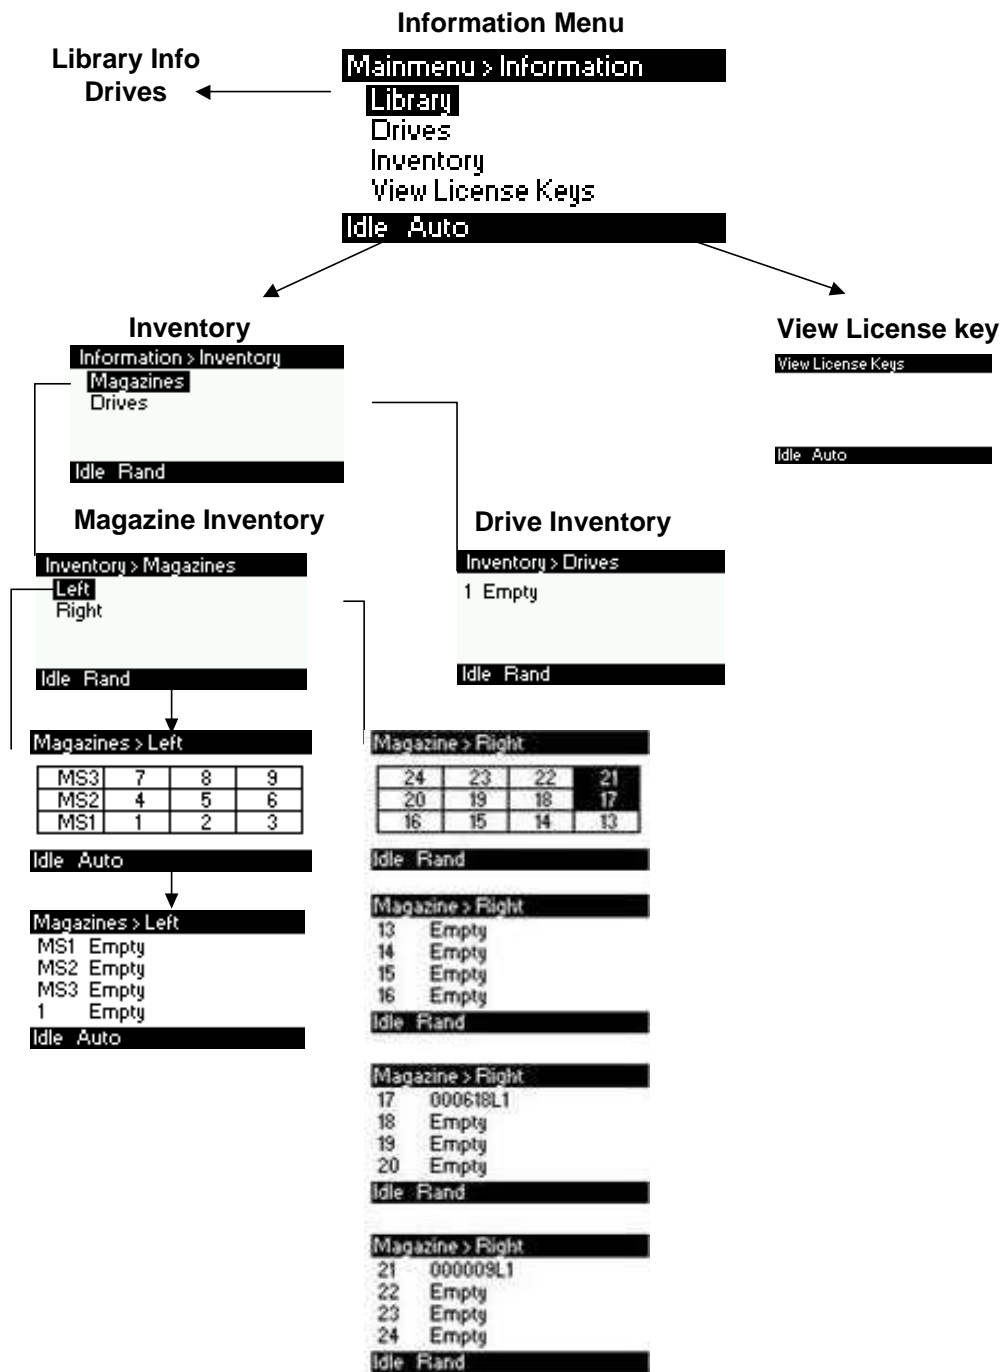 Information Menu
Library Info
Drives
Mainmenu > Information
Library
Drives
Inventory
View License Keys
Idle Auto
Inventory
Information > Inventory
Magazines
Drives
Idle Rand
View License key
View License Keys
Idle Auto
Magazine Inventory
Inventory > Magazines
Left
Right
Idle Rand
Drive Inventory
Inventory > Drives
1 Empty
Idle Rand
Magazines > Left
MS3 7 8 9
MS2 4 5 6
MS1 1 2 3
Idle Auto
Magazines > Left
MS1 Empty
MS2 Empty
MS3 Empty
1 Empty
Idle Auto
Magazine > Right
24 23 22 21
20 19 18 17
16 15 14 13
Idle Rand
Magazine > Right
13 Empty
14 Empty
15 Empty
16 Empty
Idle Rand
Magazine > Right
17 000618L1
18 Empty
19 Empty
20 Empty
Idle Rand
Magazine > Right
21 000009L1
22 Empty
23 Empty
24 Empty
Idle Rand